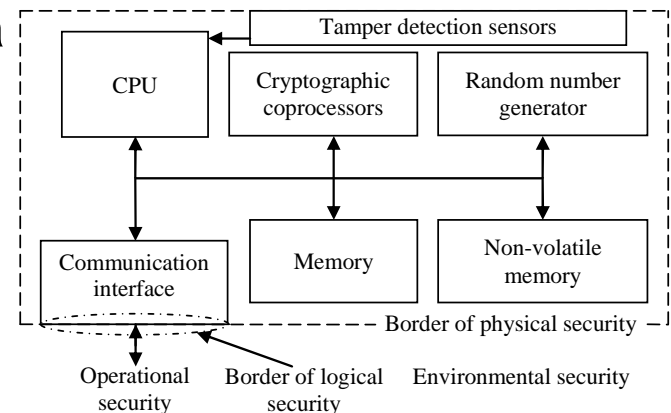 Tamper detection sensors
CPU
Cryptographic
coprocessors
Random number
generator
Communication
interface
Memory
Non-volatile
memory
Border of physical security
Operational
security
Border of logical
security
Environmental security